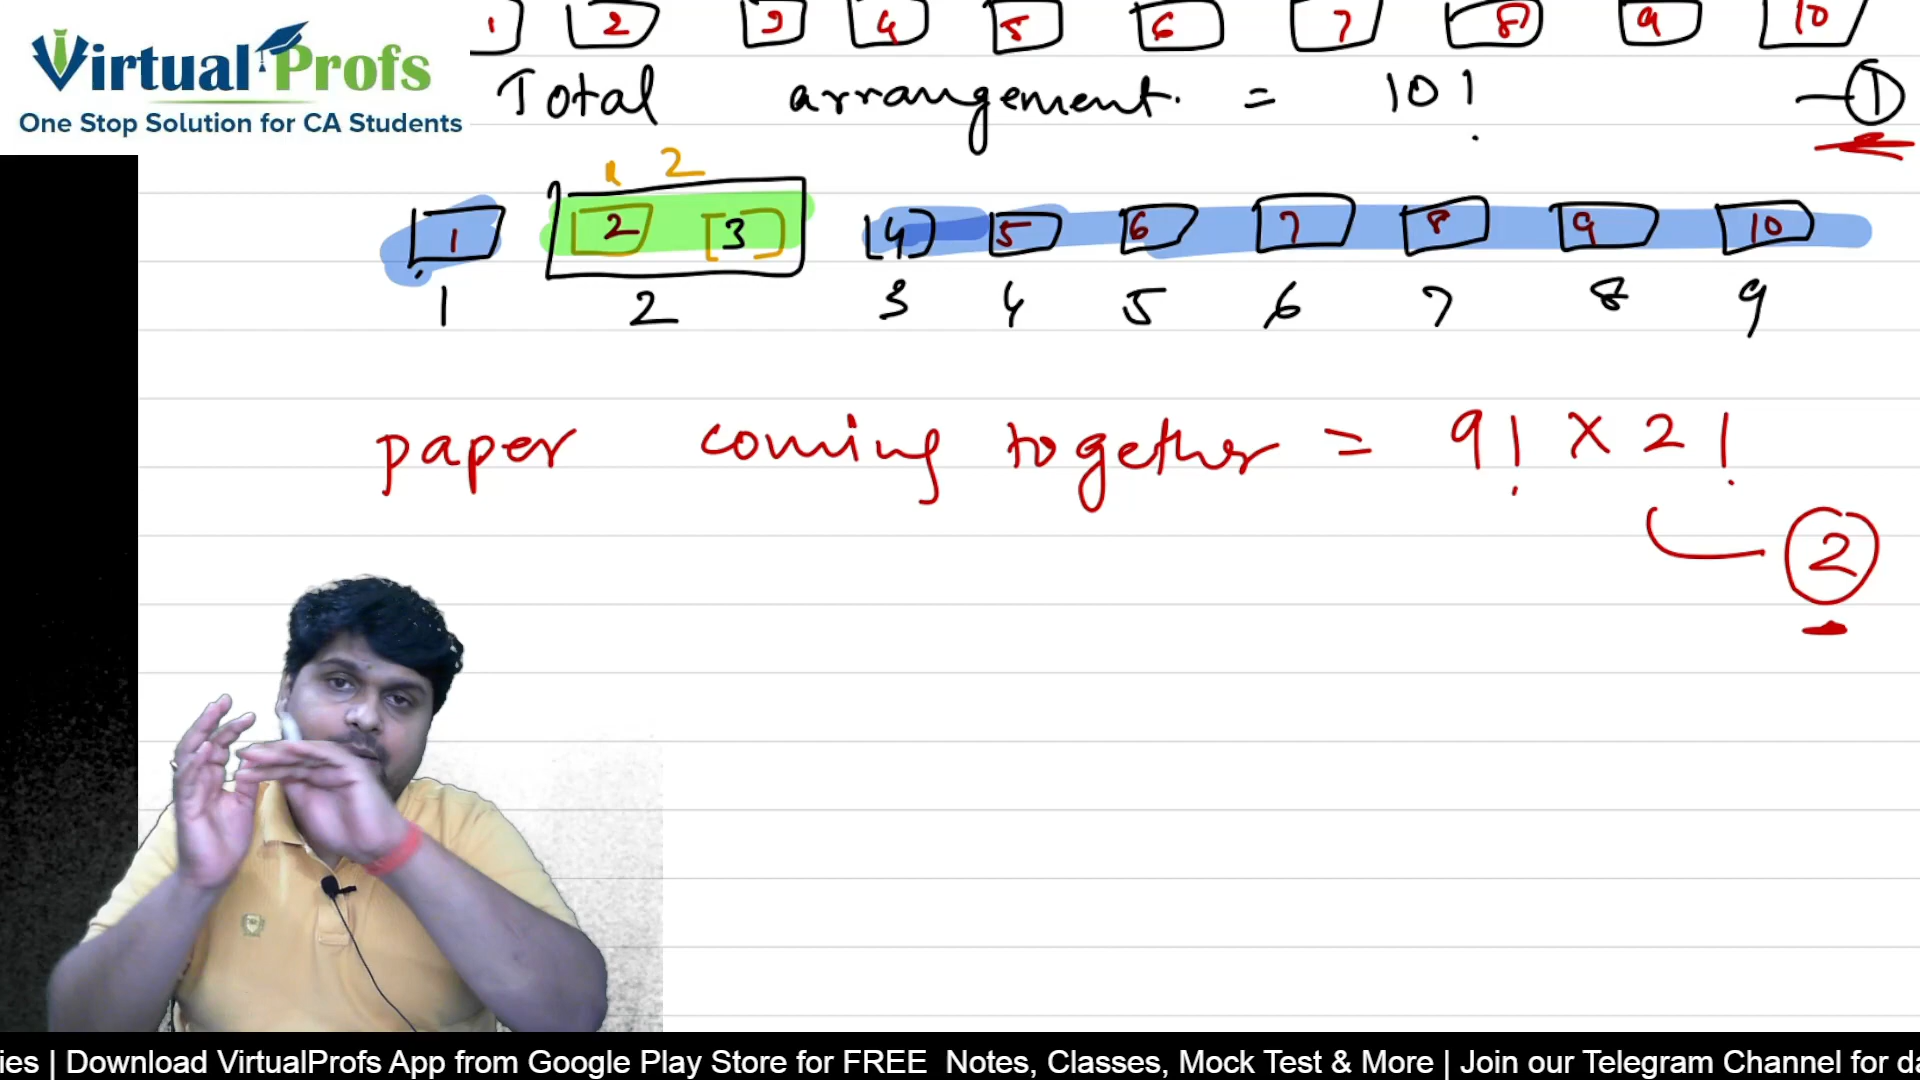 Virtual Profs
One Stop Solution for CA Students
1 2 3 4 5 6 7 8 9 10
Total arrangement. = 10! — 1
1 2
1 2 3 4 5 6 7 8 9 10
1 2 3 4 5 6 7 8 9
paper coming together = 9! × 2!
2
ies | Download VirtualProfs App from Google Play Store for FREE Notes, Classes, Mock Test & More | Join our Telegram Channel for da